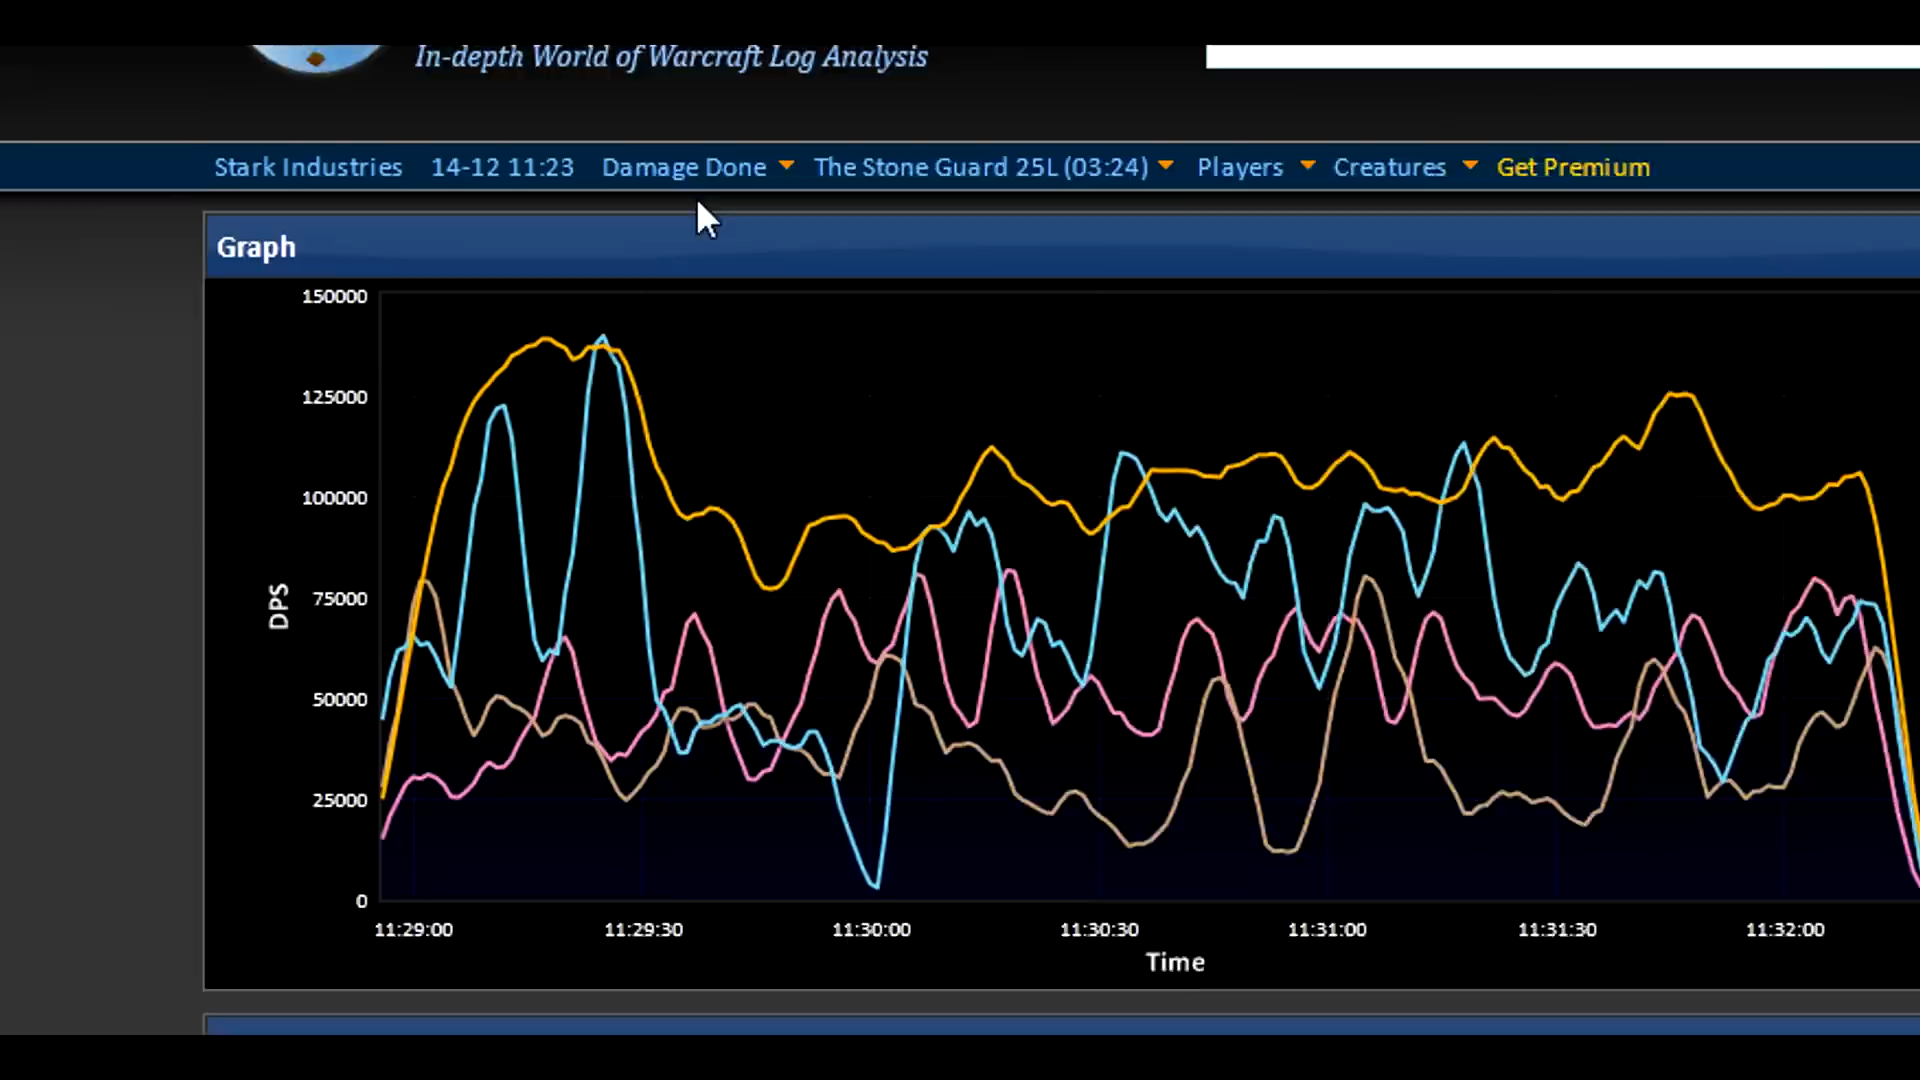 In-depth World of Warcraft Log Analysis
Stark Industries 14-12 11:23 Damage Done The Stone Guard 25L (03:24) Players Creatures Get Premium
Graph
150000
125000
100000
75000
50000
25000
0
DPS
11:29:00 11:29:30 11:30:00 11:30:30 11:31:00 11:31:30 11:32:00
Time